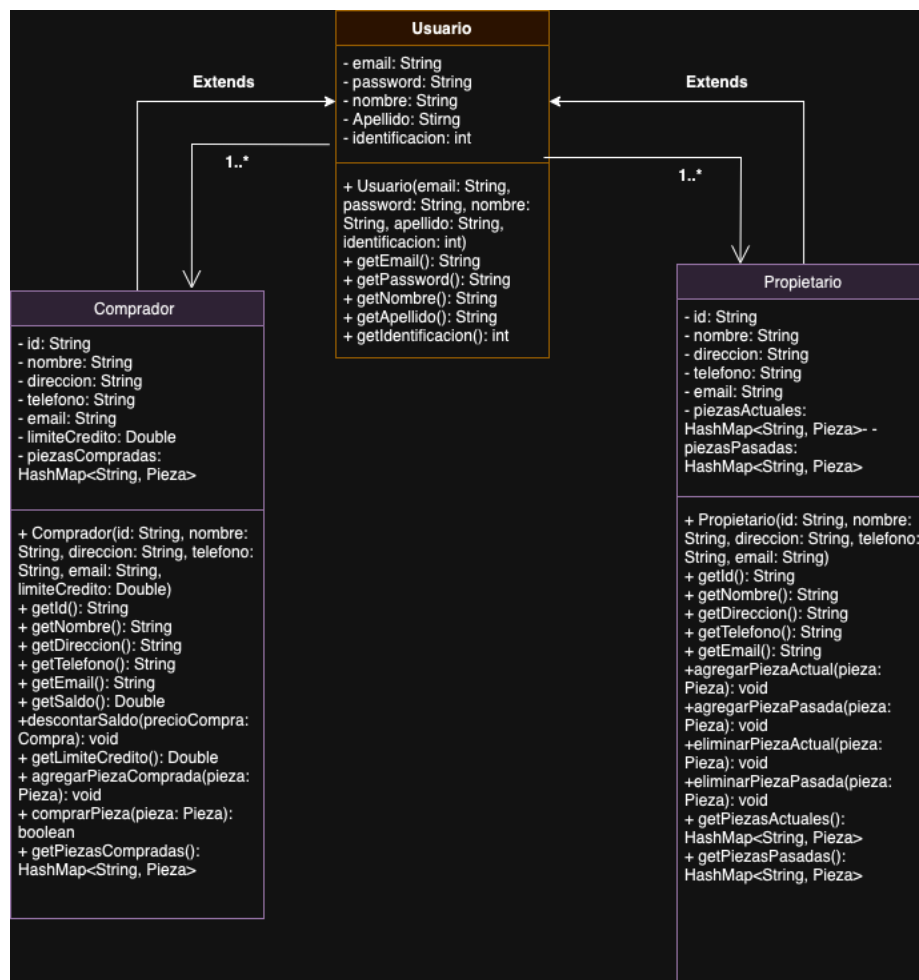 Usuario
- email: String
- password: String
- nombre: String
- Apellido: Stirng
- identificacion: int
+ Usuario(email: String,
password: String, nombre:
String, apellido: String,
identificacion: int)
+ getEmail(): String
+ getPassword(): String
+ getNombre(): String
+ getApellido(): String
+ getIdentificacion(): int
Extends
1..*
Extends
1..*
Comprador
- id: String
- nombre: String
- direccion: String
- telefono: String
- email: String
- limiteCredito: Double
- piezasCompradas:
HashMap<String, Pieza>
+ Comprador(id: String, nombre:
String, direccion: String, telefono:
String, email: String,
limiteCredito: Double)
+ getId(): String
+ getNombre(): String
+ getDireccion(): String
+ getTelefono(): String
+ getEmail(): String
+ getSaldo(): Double
+descontarSaldo(precioCompra:
Compra): void
+ getLimiteCredito(): Double
+ agregarPiezaComprada(pieza:
Pieza): void
+ comprarPieza(pieza: Pieza):
boolean
+ getPiezasCompradas():
HashMap<String, Pieza>
Propietario
- id: String
- nombre: String
- direccion: String
- telefono: String
- email: String
- piezasActuales:
HashMap<String, Pieza>- -
piezasPasadas:
HashMap<String, Pieza>
+ Propietario(id: String, nombre:
String, direccion: String, telefono:
String, email: String)
+ getId(): String
+ getNombre(): String
+ getDireccion(): String
+ getTelefono(): String
+ getEmail(): String
+agregarPiezaActual(pieza:
Pieza): void
+agregarPiezaPasada(pieza:
Pieza): void
+eliminarPiezaActual(pieza:
Pieza): void
+eliminarPiezaPasada(pieza:
Pieza): void
+ getPiezasActuales():
HashMap<String, Pieza>
+ getPiezasPasadas():
HashMap<String, Pieza>